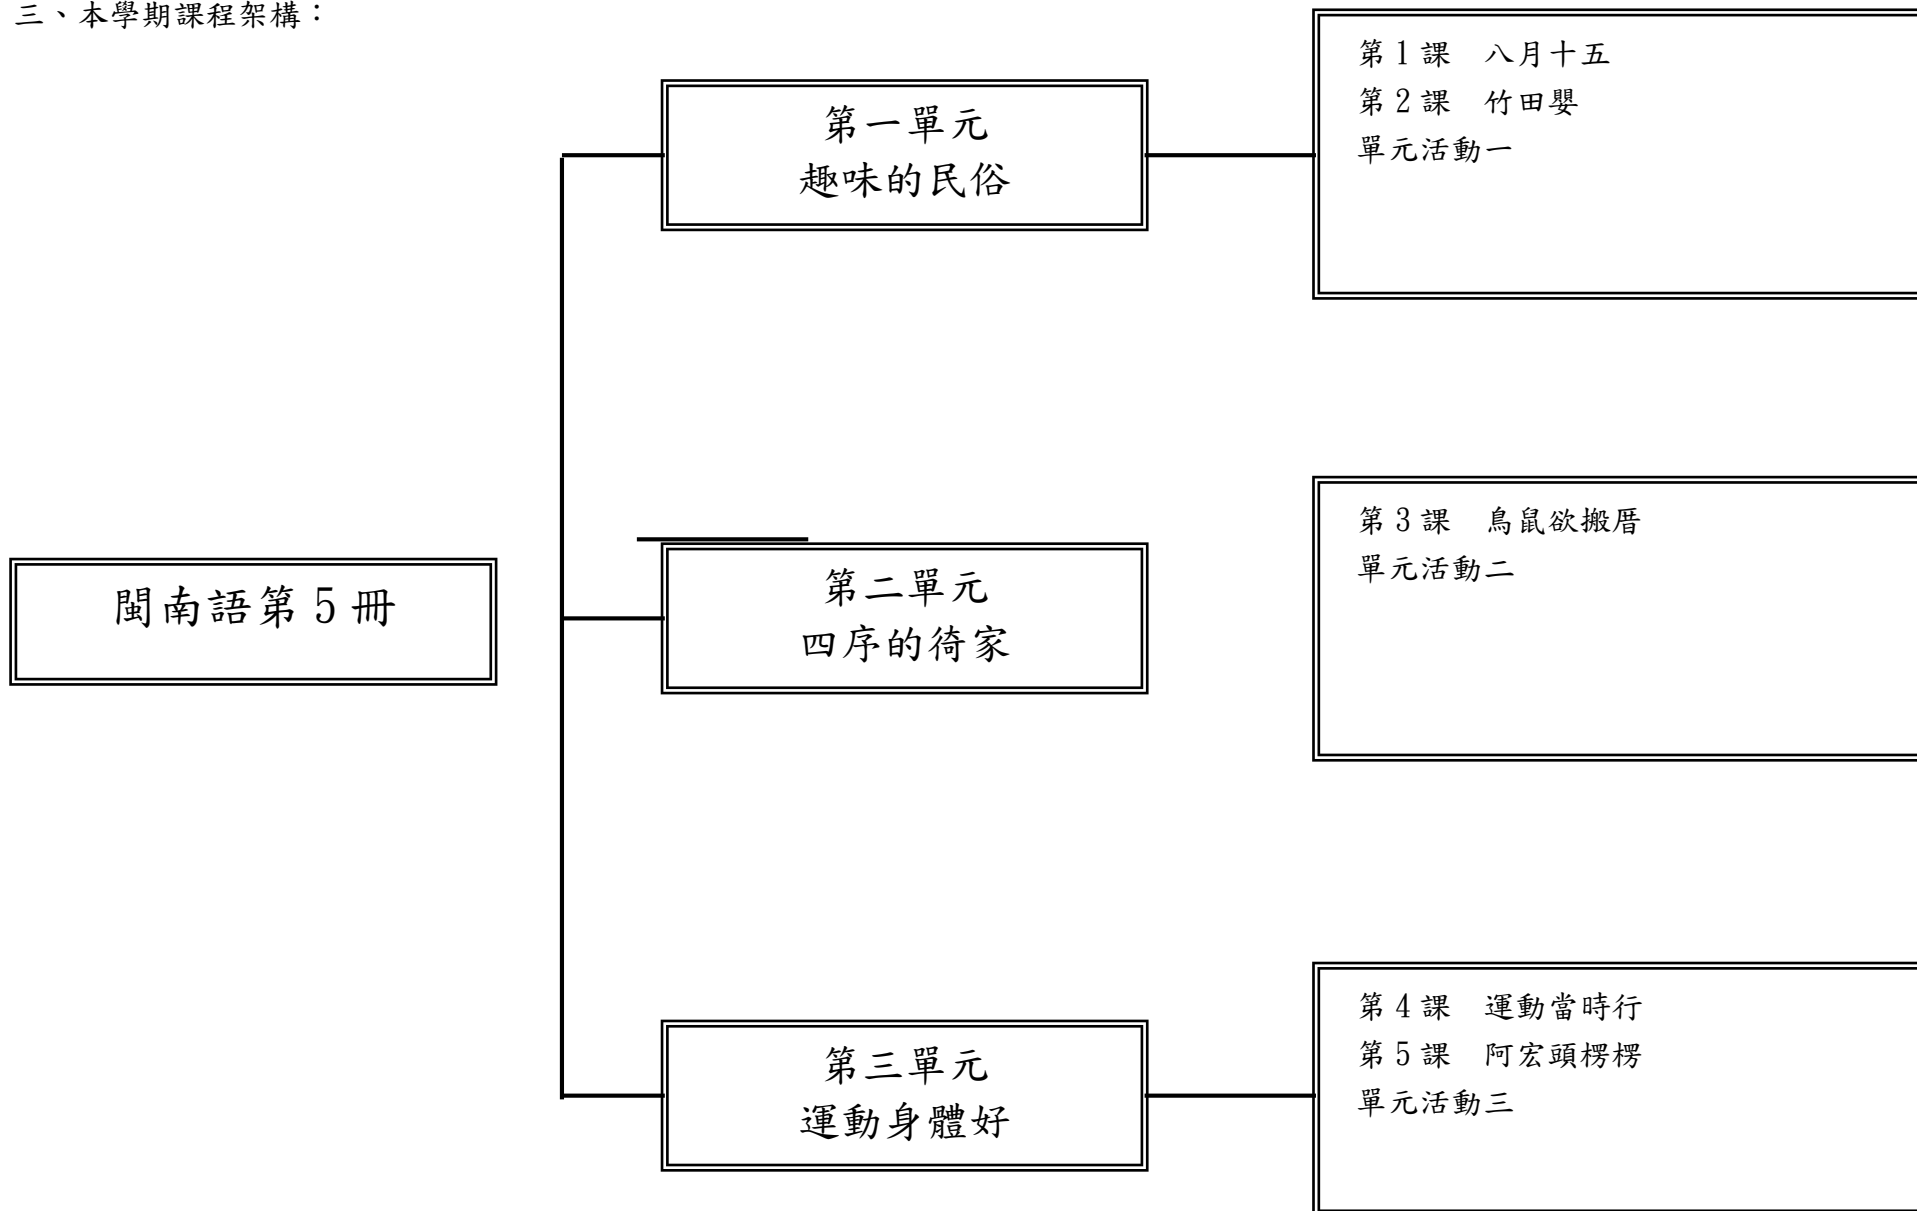 三、本學期課程架構：
閩南語第 5 冊
第一單元
趣味的民俗
第 1 課　八月十五
第 2 課　竹田嬰
單元活動一
第二單元
四序的徛家
第 3 課　鳥鼠欲搬厝
單元活動二
第三單元
運動身體好
第 4 課　運動當時行
第 5 課　阿宏頭楞楞
單元活動三